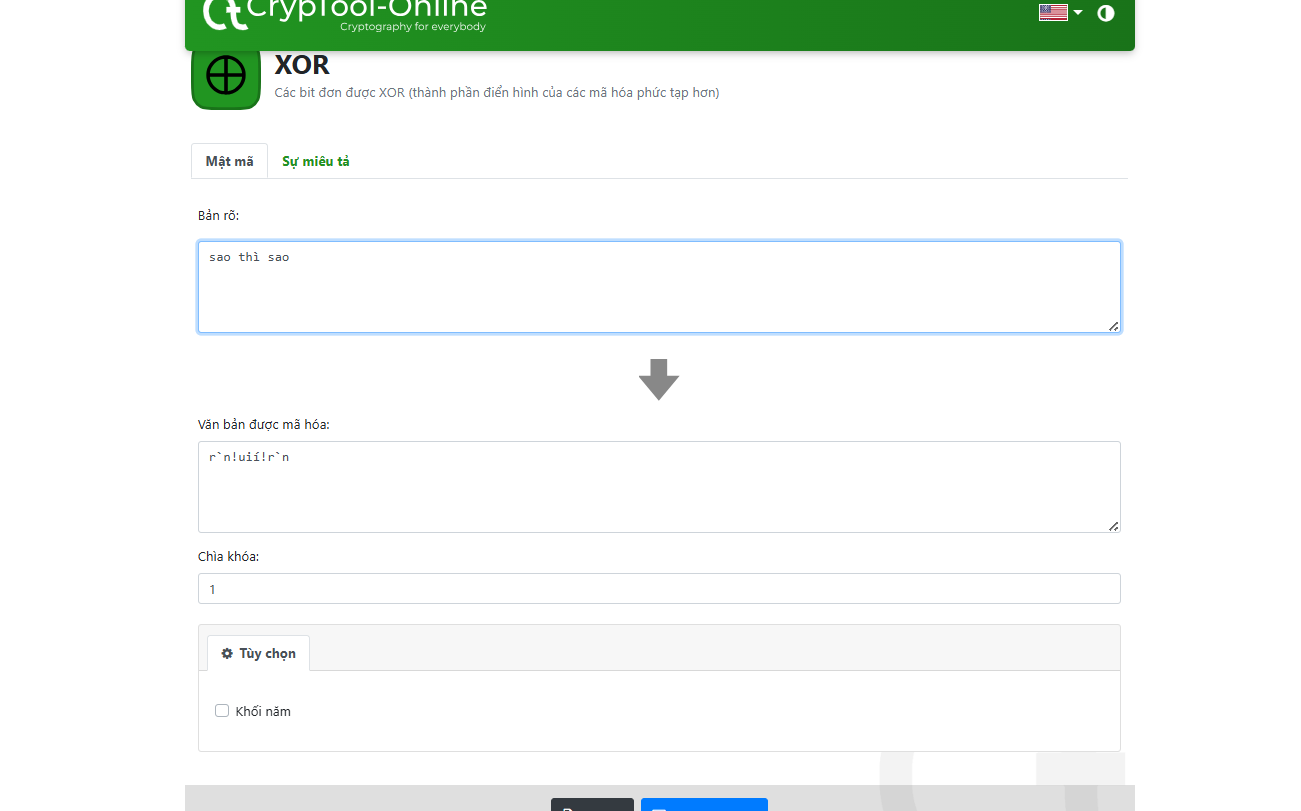 CrypTool-Online
Cryptography for everybody
XOR
Các bit đơn được XOR (thành phần điển hình của các mã hóa phức tạp hơn)
Mật mã
Sự miêu tả
Bản rõ:
sao thì sao
Văn bản được mã hóa:
r`n!uií!r`n
Chìa khóa:
1
Tùy chọn
Khối năm